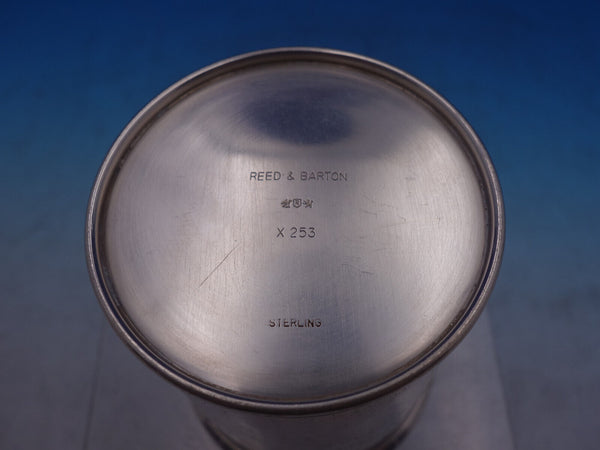 REED & BARTON
X 253
STERLING